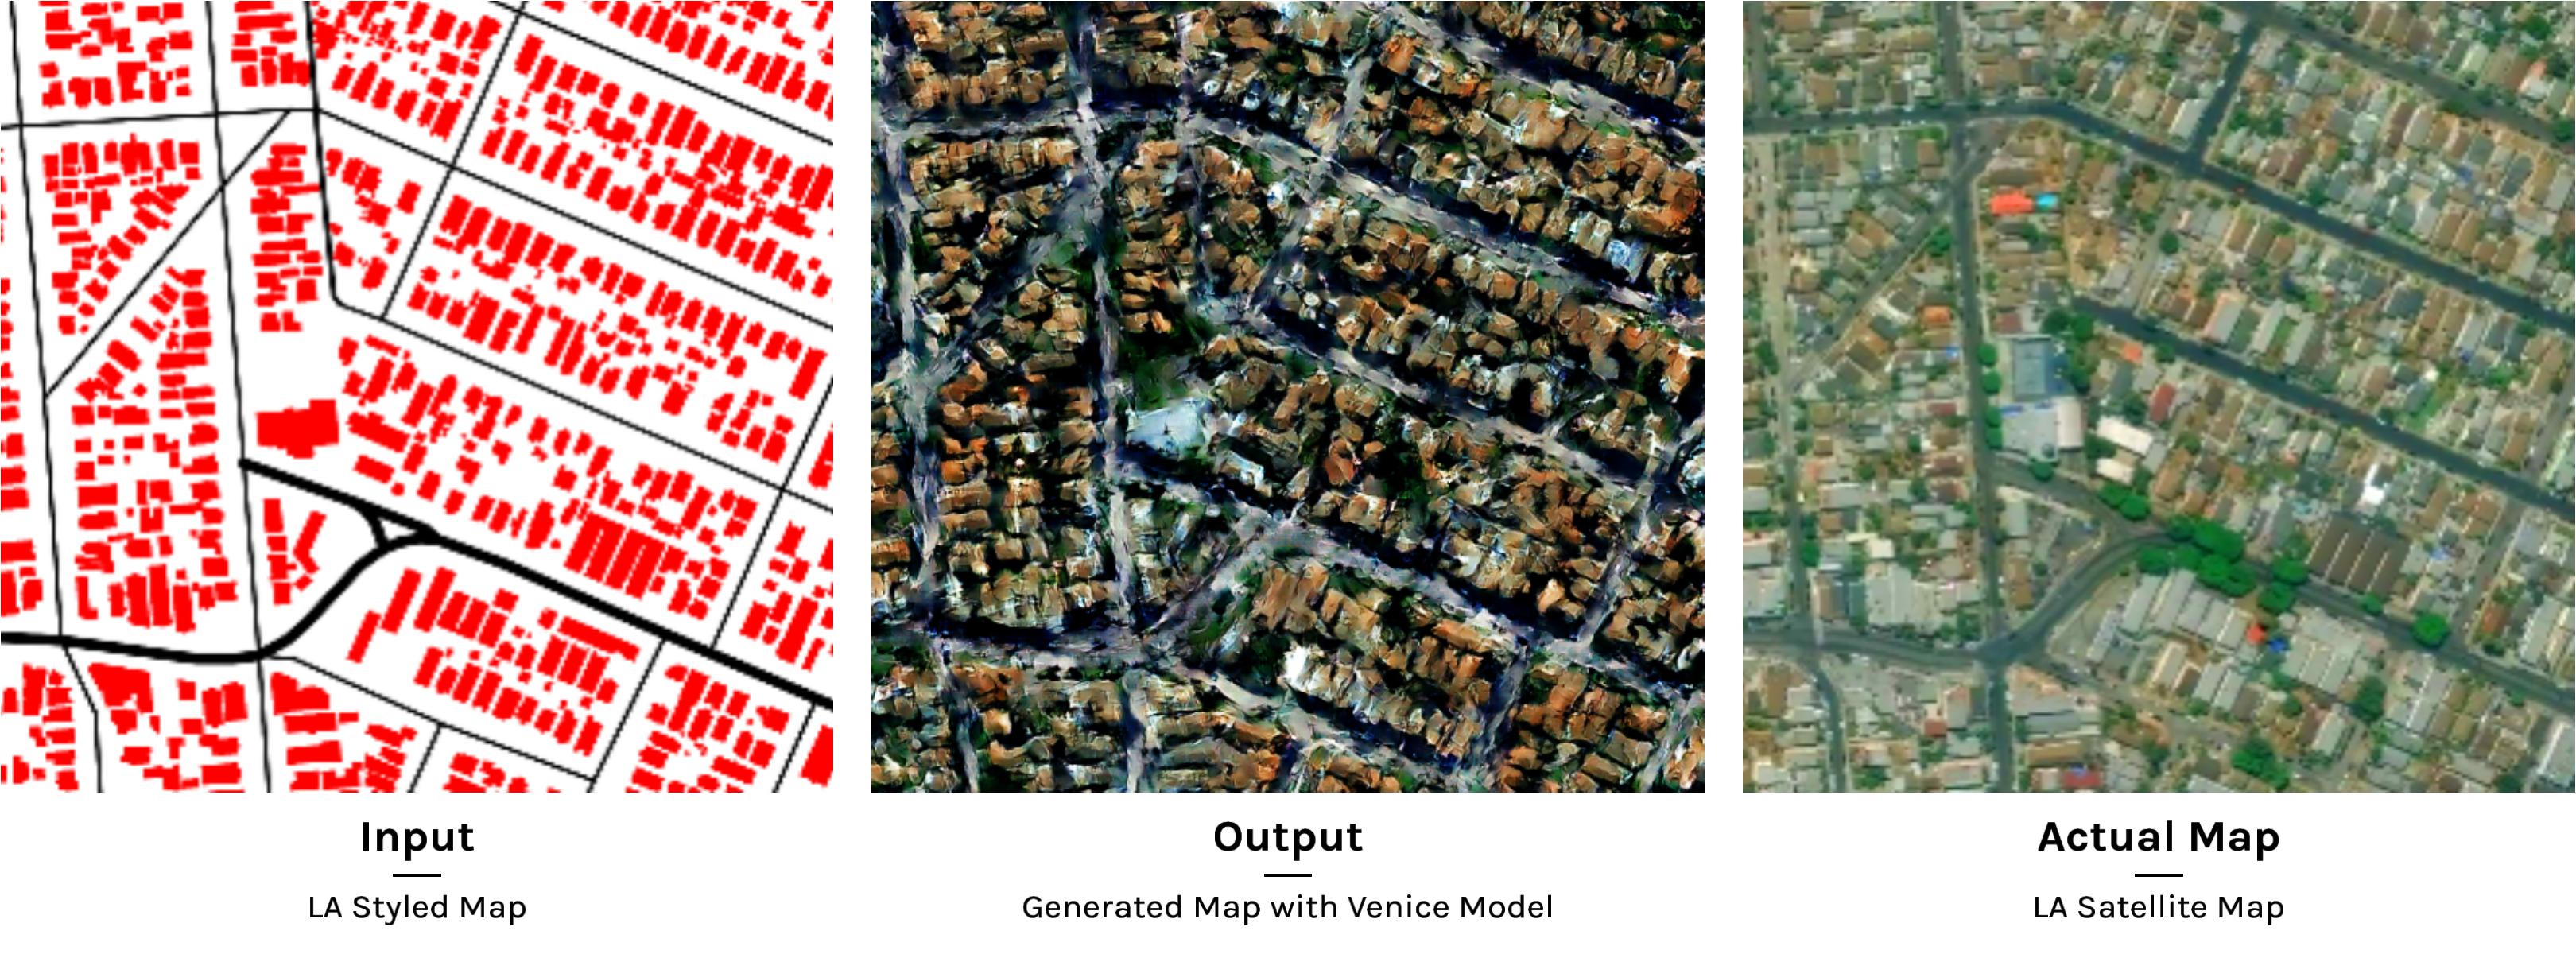 Input
LA Styled Map
Output
Generated Map with Venice Model
Actual Map
LA Satellite Map